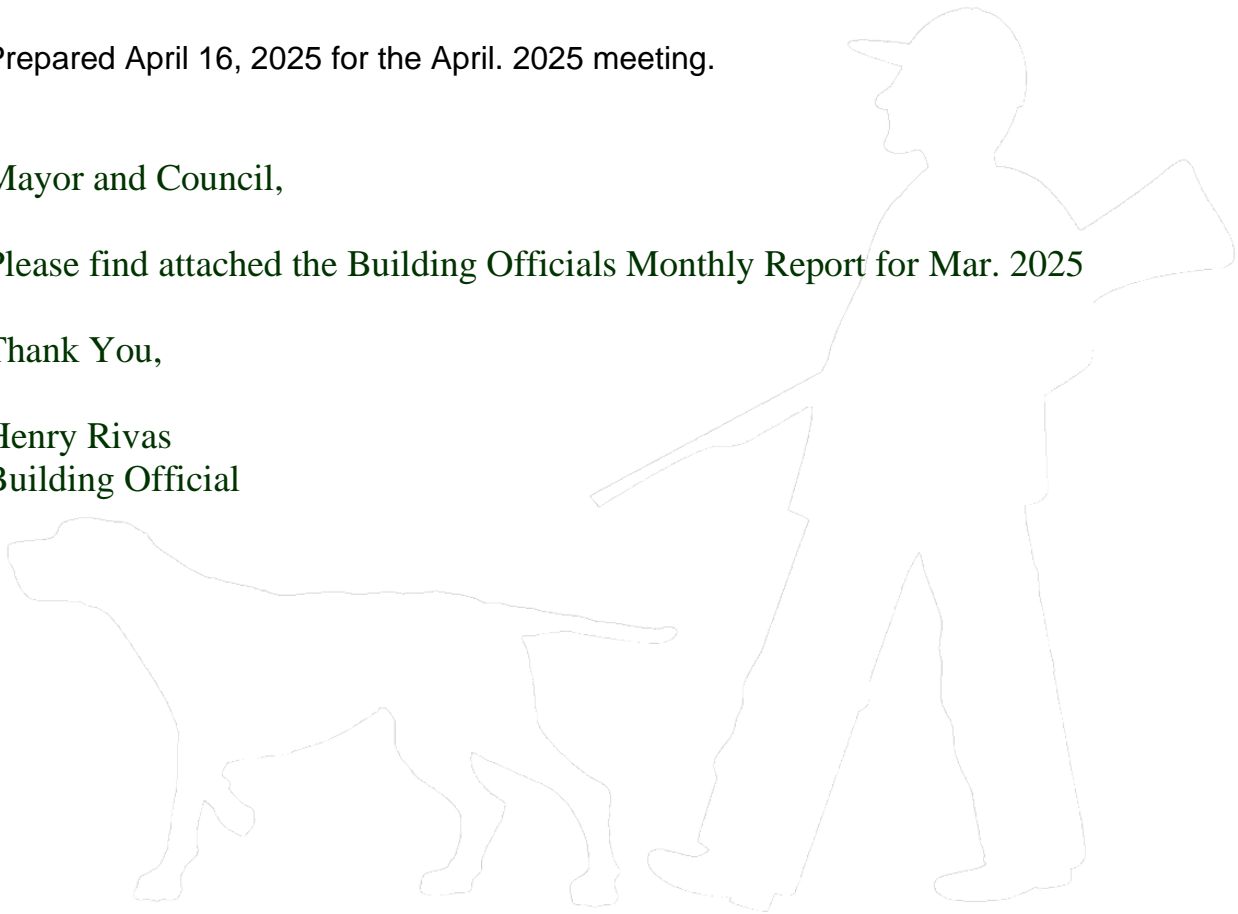 Prepared April 16, 2025 for the April. 2025 meeting.
Mayor and Council,
Please find attached the Building Officials Monthly Report for Mar. 2025
Thank You,
Henry Rivas
Building Official